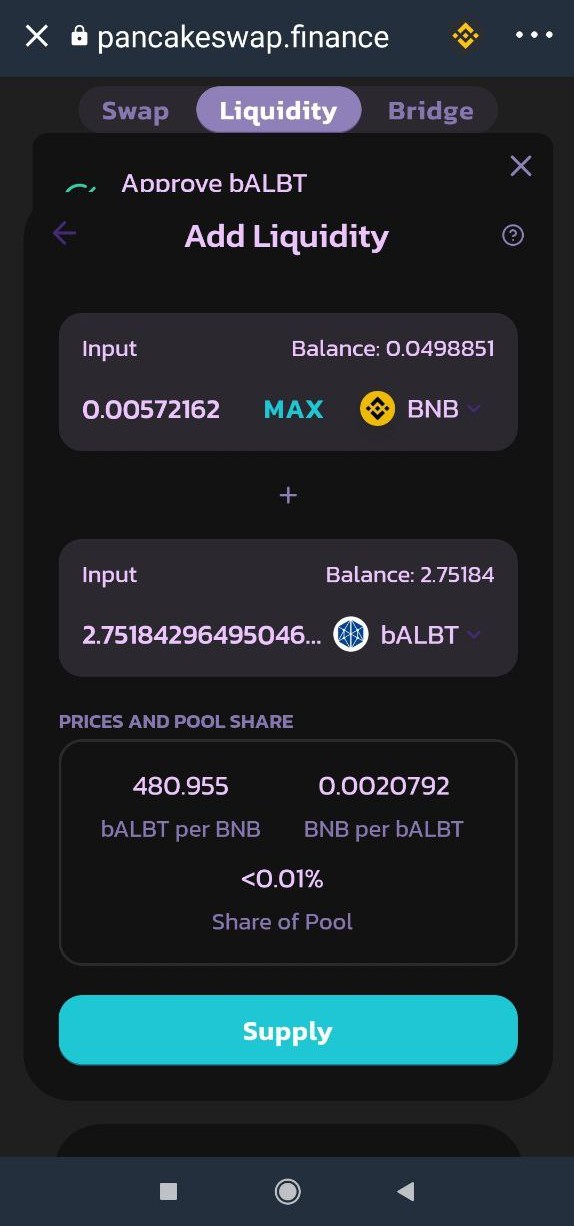 pancakeswap.finance
Swap Liquidity Bridge
Approve bALBT
Add Liquidity
Input Balance: 0.0498851
0.00572162 MAX BNB
+
Input Balance: 2.75184
2.75184296495046... bALBT
PRICES AND POOL SHARE
480.955 0.0020792
bALBT per BNB BNB per bALBT
<0.01%
Share of Pool
Supply